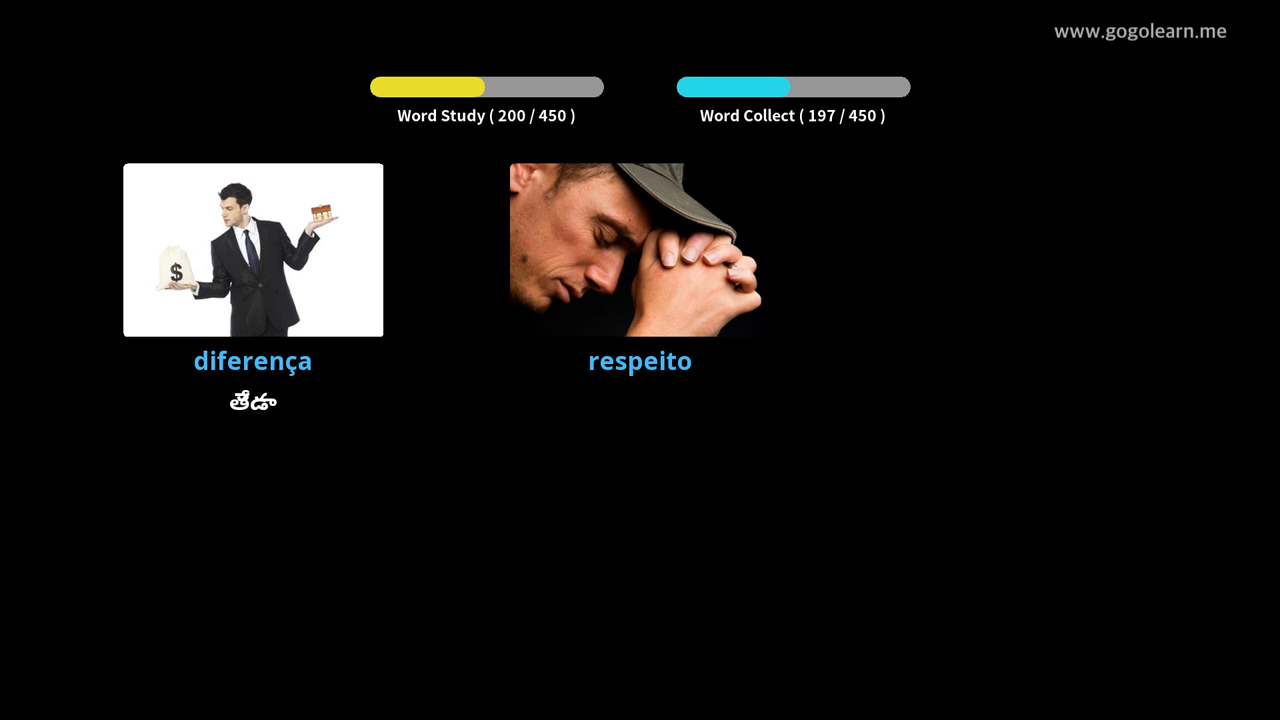 www.gogolearn.me
Word Study ( 200 / 450 )
Word Collect ( 197 / 450 )
$
diferença
respeito
తేడా